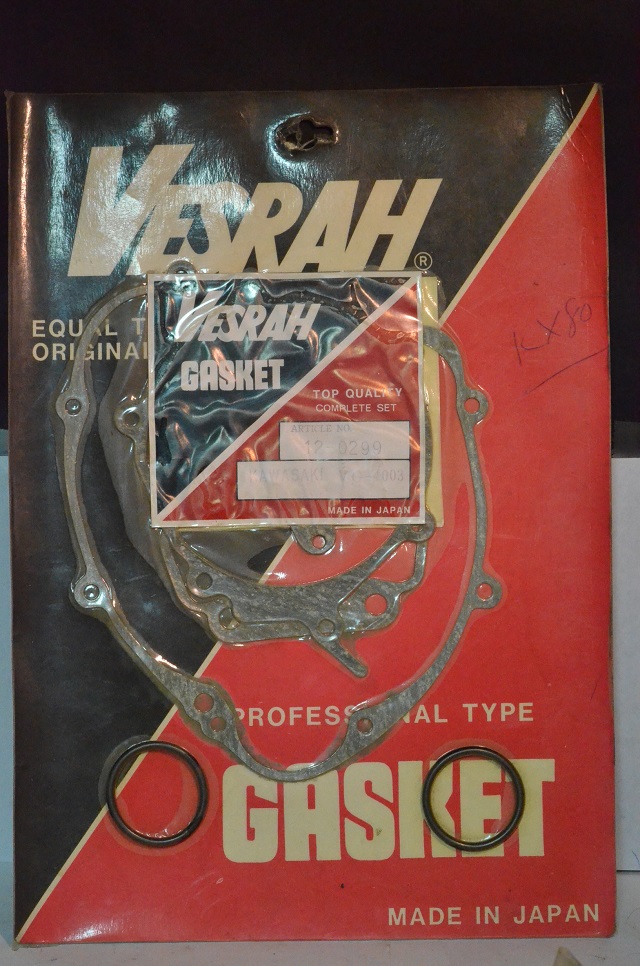 VESRAH®
EQUAL T
ORIGINAL
KX80
VESRAH
GASKET
TOP QUALITY
COMPLETE SET
ARTICLE NO.
12-0299
KAWASAKI
MADE IN JAPAN
PROFESSIONAL TYPE
GASKET
MADE IN JAPAN